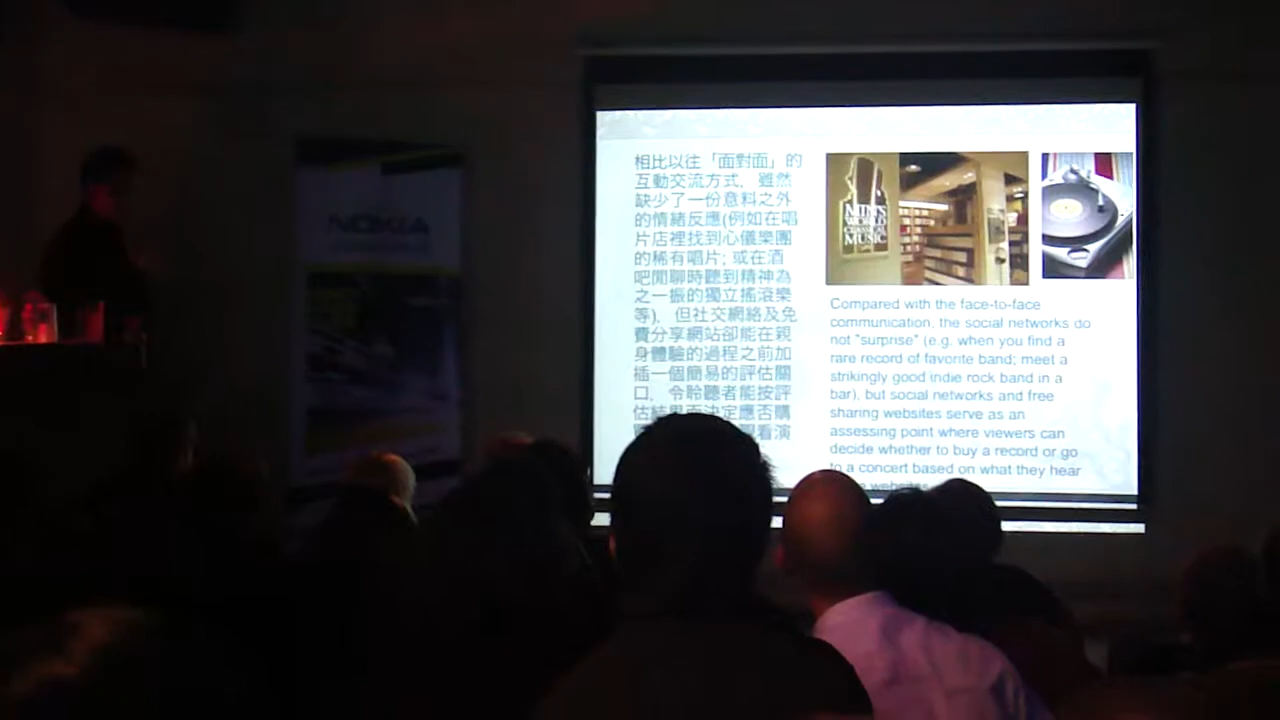 NOKIA
相比以往「面對面」的
互動交流方式，雖然
缺少了一份意料之外
的情緒反應(例如在唱
片店裡找到心儀樂團
的稀有唱片; 或在酒
吧閒聊時聽到精神為
之一振的獨立搖滾樂
等)，但社交網絡及免
費分享網站卻能在親
身體驗的過程之前加
插一個簡易的評估關
口，令聆聽者能按評
估結果而決定應否購
看演
MIN'S
WORLD
CLASSICAL
MUSIC
Compared with the face-to-face
communication, the social networks do
not "surprise" (e.g. when you find a
rare record of favorite band; meet a
strikingly good indie rock band in a
bar), but social networks and free
sharing websites serve as an
assessing point where viewers can
decide whether to buy a record or go
to a concert based on what they hear
websites